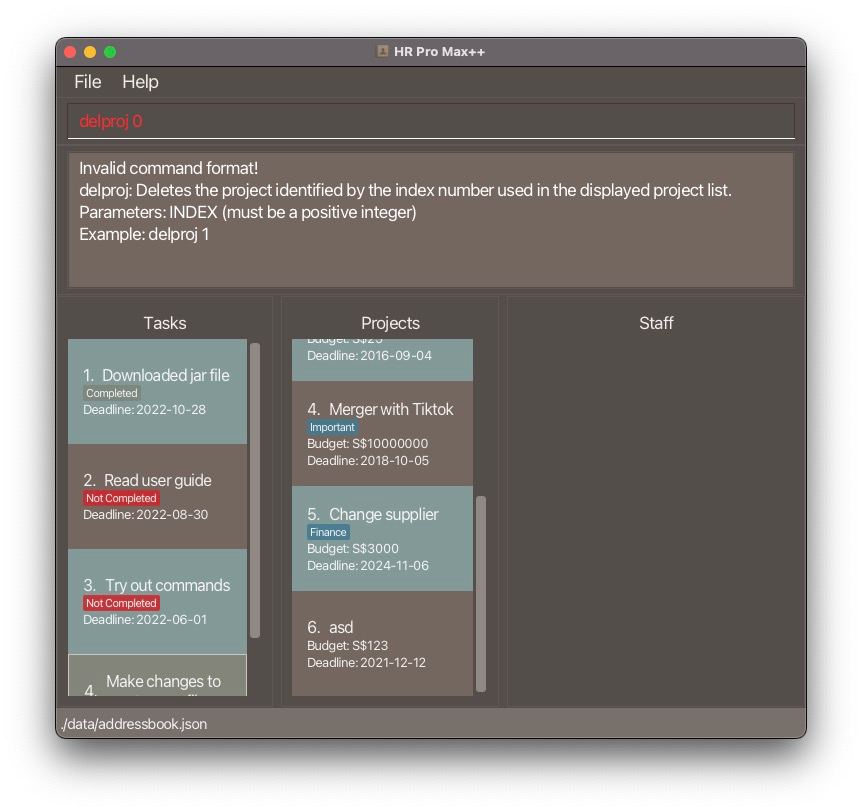 HR Pro Max++
File Help
delproj 0
Invalid command format!
delproj: Deletes the project identified by the index number used in the displayed project list.
Parameters: INDEX (must be a positive integer)
Example: delproj 1
Tasks
1. Downloaded jar file
Completed
Deadline: 2022-10-28
2. Read user guide
Not Completed
Deadline: 2022-08-30
3. Try out commands
Not Completed
Deadline: 2022-06-01
4. Make changes to
Projects
Budget: S$25
Deadline: 2016-09-04
4. Merger with Tiktok
Important
Budget: S$10000000
Deadline: 2018-10-05
5. Change supplier
Finance
Budget: S$3000
Deadline: 2024-11-06
6. asd
Budget: S$123
Deadline: 2021-12-12
Staff
./data/addressbook.json